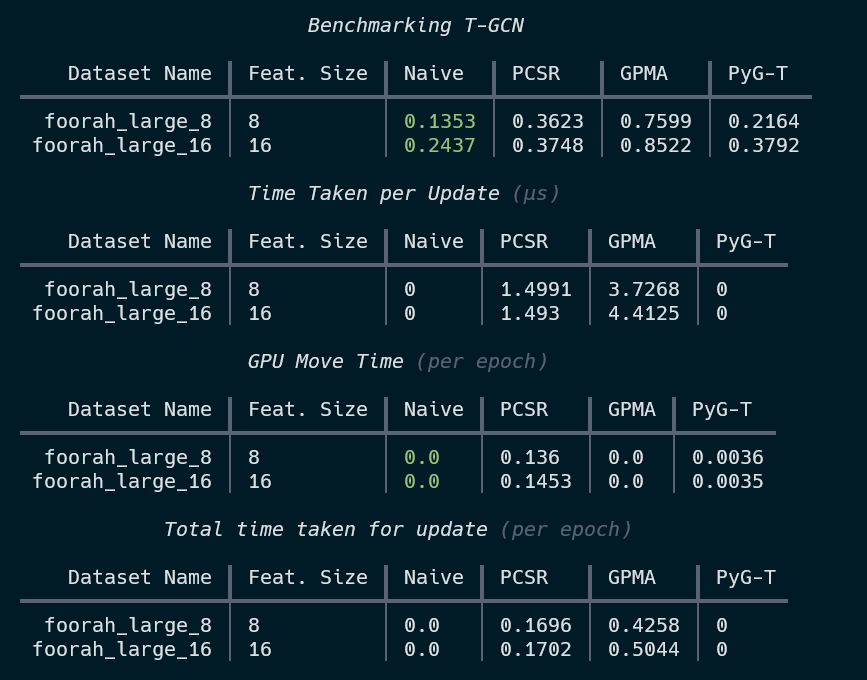 Benchmarking T-GCN
Dataset Name Feat. Size Naive PCSR GPMA PyG-T
foorah_large_8 8 0.1353 0.3623 0.7599 0.2164
foorah_large_16 16 0.2437 0.3748 0.8522 0.3792
Time Taken per Update (μs)
Dataset Name Feat. Size Naive PCSR GPMA PyG-T
foorah_large_8 8 0 1.4991 3.7268 0
foorah_large_16 16 0 1.493 4.4125 0
GPU Move Time (per epoch)
Dataset Name Feat. Size Naive PCSR GPMA PyG-T
foorah_large_8 8 0.0 0.136 0.0 0.0036
foorah_large_16 16 0.0 0.1453 0.0 0.0035
Total time taken for update (per epoch)
Dataset Name Feat. Size Naive PCSR GPMA PyG-T
foorah_large_8 8 0.0 0.1696 0.4258 0
foorah_large_16 16 0.0 0.1702 0.5044 0